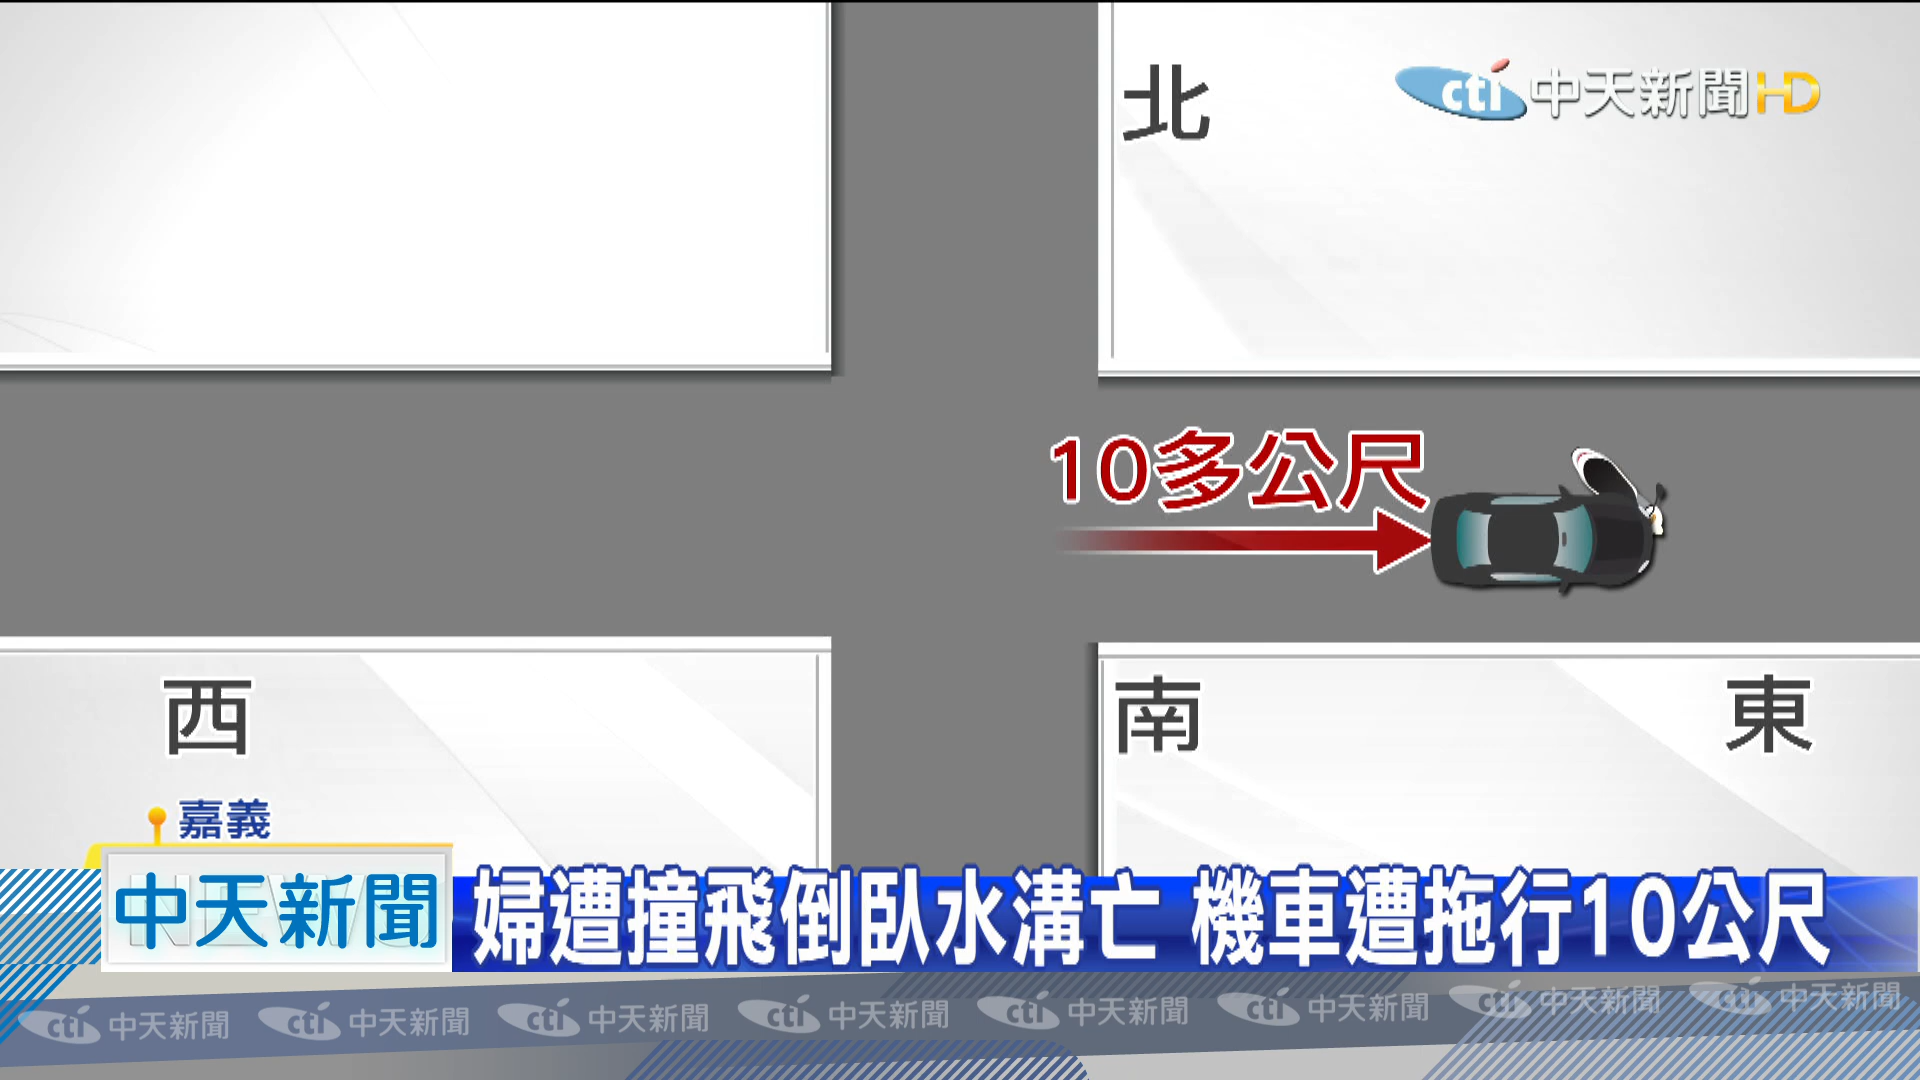 北
cti 中天新聞HD
10多公尺
西
南
東
嘉義
中天新聞
婦遭撞飛倒臥水溝亡 機車遭拖行10公尺
cti 中天新聞 cti 中天新聞 cti 中天新聞 cti 中天新聞 cti 中天新聞 cti 中天新聞 cti 中天新聞 cti 中天新聞